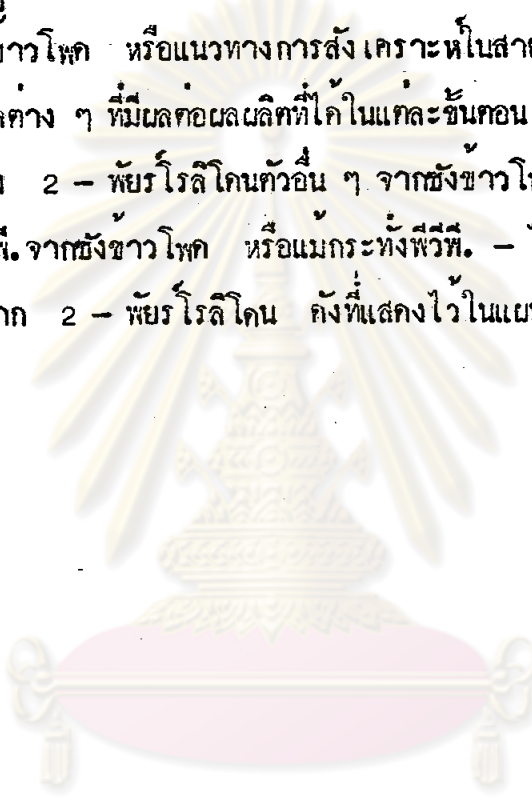 ข้าวโพด หรือแนวทางการสังเคราะห์ในสาย
ต่าง ๆ ที่มีผลต่อผลผลิตที่ได้ในแต่ละขั้นตอน
2 – พัยร์โรลิโดนตัวอื่น ๆ จากซังข้าวโพ
พี. จากซังข้าวโพด หรือแม้กระทั่งพีวีพี. –
าก 2 – พัยร์โรลิโดน ดังที่แสดงไว้ในแผน